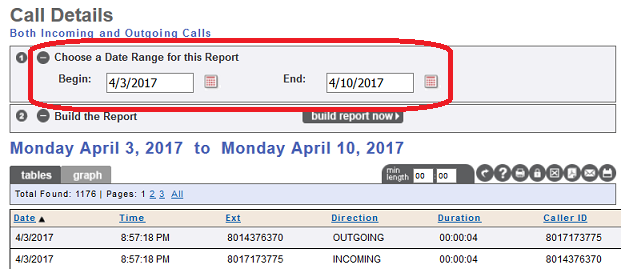 Call Details
Both Incoming and Outgoing Calls
1 Choose a Date Range for this Report
Begin: 4/3/2017 End: 4/10/2017
2 Build the Report build report now
Monday April 3, 2017 to Monday April 10, 2017
tables graph min length 00 : 00
Total Found: 1176 | Pages: 1 2 3 All
Date Time Ext Direction Duration Caller ID
4/3/2017 8:57:18 PM 8014376370 OUTGOING 00:00:04 8017173775
4/3/2017 8:57:18 PM 8017173775 INCOMING 00:00:04 8014376370